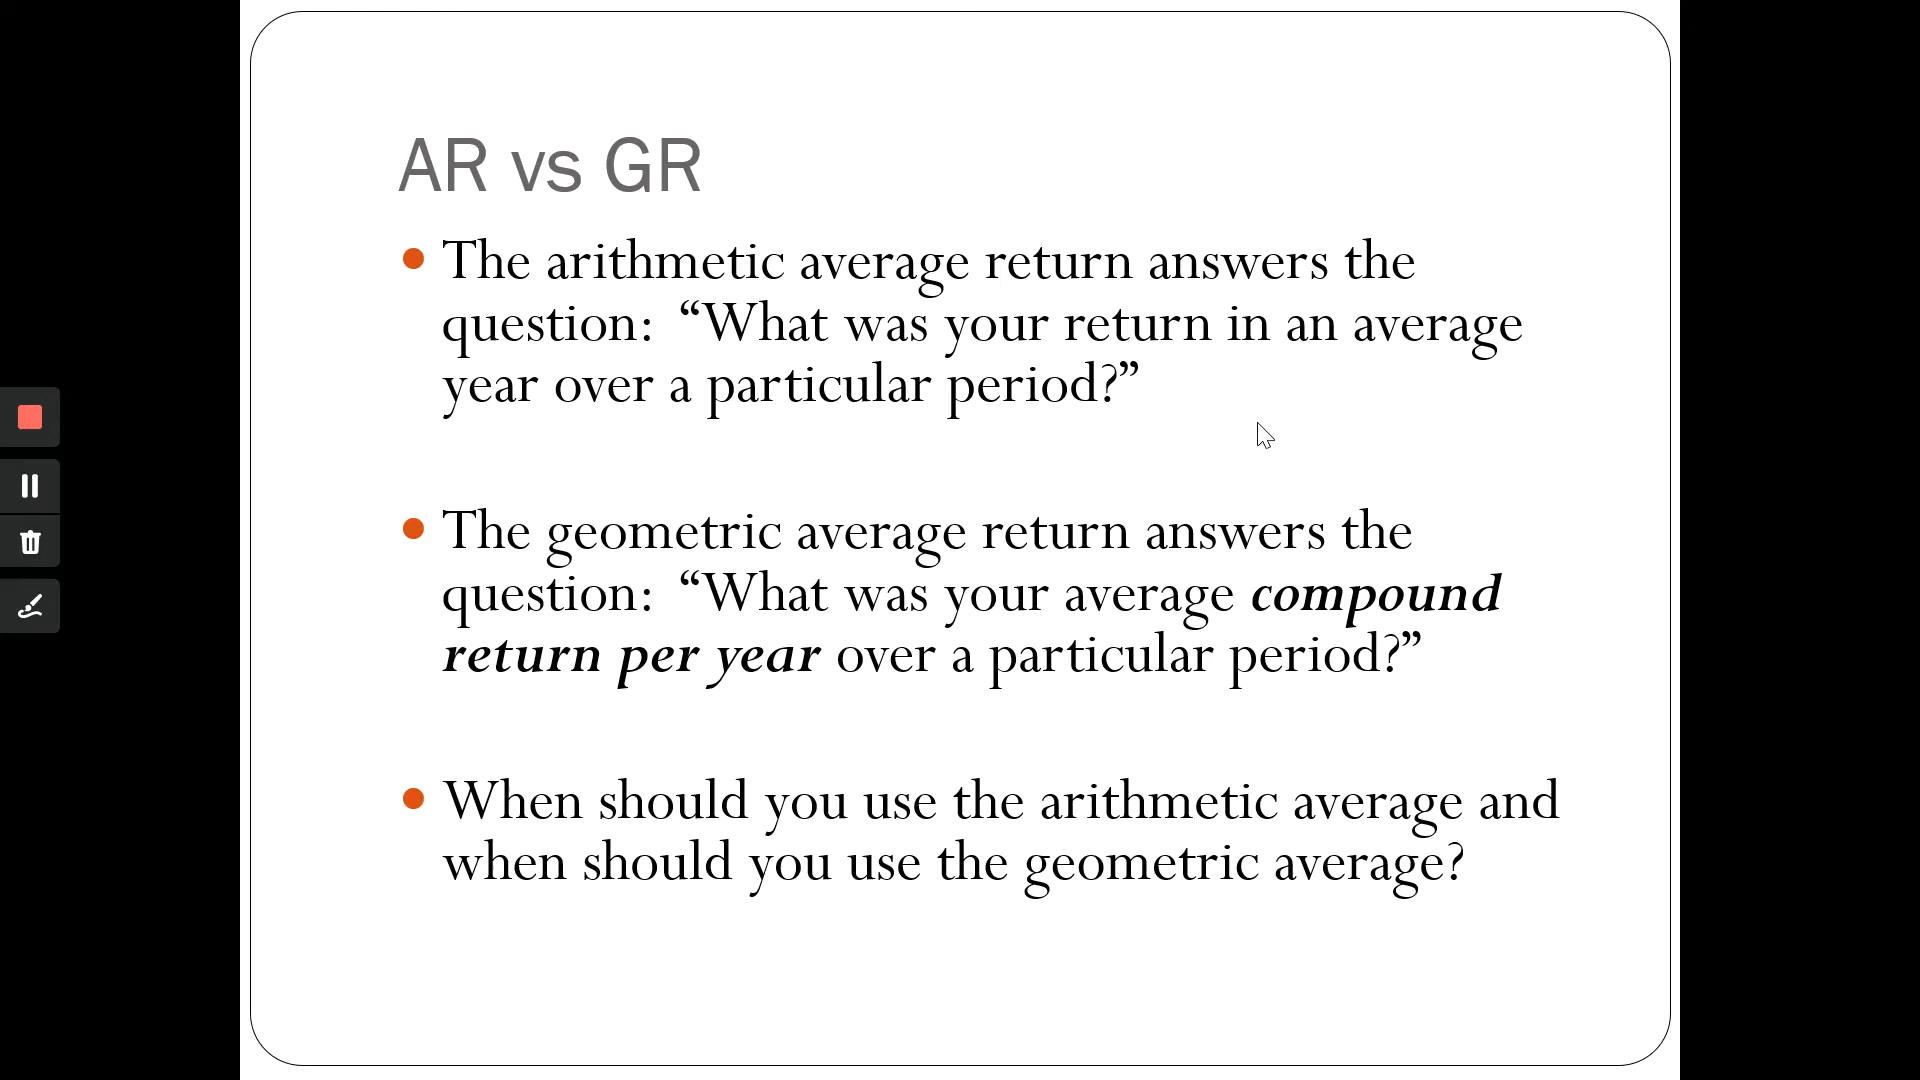 AR vs GR
The arithmetic average return answers the
question:  “What was your return in an average
year over a particular period?”
The geometric average return answers the
question:  “What was your average compound
return per year over a particular period?”
When should you use the arithmetic average and
when should you use the geometric average?